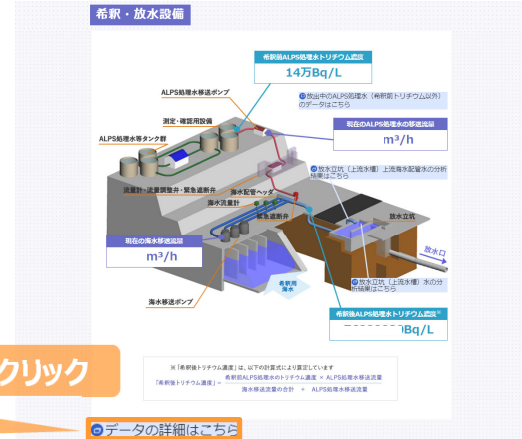 希釈・放水設備
希釈前ALPS処理水トリチウム濃度
14万Bq/L
ALPS処理水移送ポンプ
放出中のALPS処理水（希釈前トリチウム以外）
のデータはこちら
測定・確認用設備
現在のALPS処理水の移送流量
m³/h
ALPS処理水等タンク群
放水立坑（上流水槽）上流海水配管水の分析
結果はこちら
流量計・流量調整弁・緊急遮断弁
海水配管ヘッダ
海水流量計
緊急遮断弁
放水立坑
現在の海水移送流量
m³/h
放水口
放水立坑（上流水槽）水の分
析結果はこちら
希釈用
海水
海水移送ポンプ
希釈後ALPS処理水トリチウム濃度※
Bq/L
クリック
※「希釈後トリチウム濃度」は、以下の計算式により算定しています
「希釈後トリチウム濃度」= 希釈前ALPS処理水のトリチウム濃度 × ALPS処理水移送流量
海水移送流量の合計 + ALPS処理水移送流量
データの詳細はこちら